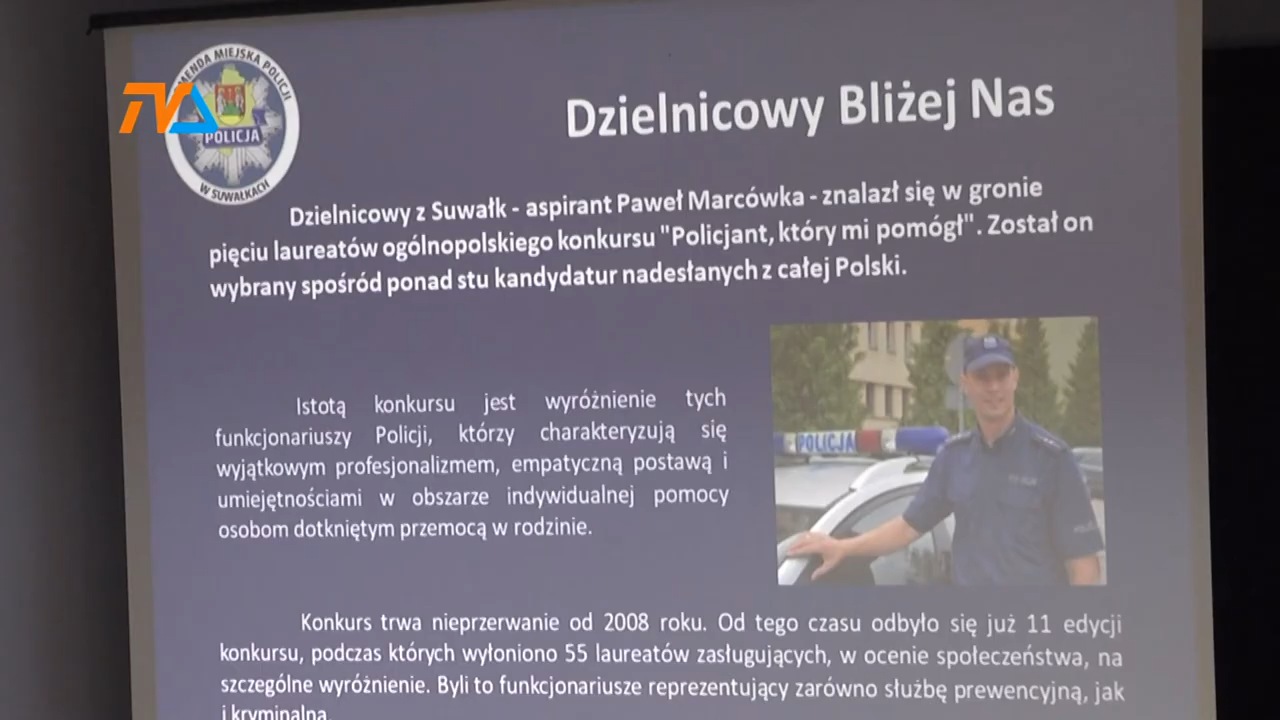 KOMENDA MIEJSKA POLICJI
TVA
POLICJA
W SUWAŁKACH
Dzielnicowy Bliżej Nas
Dzielnicowy z Suwałk - aspirant Paweł Marcówka - znalazł się w gronie
pięciu laureatów ogólnopolskiego konkursu "Policjant, który mi pomógł". Został on
wybrany spośród ponad stu kandydatur nadesłanych z całej Polski.
Istotą konkursu jest wyróżnienie tych
funkcjonariuszy Policji, którzy charakteryzują się
wyjątkowym profesjonalizmem, empatyczną postawą i
umiejętnościami w obszarze indywidualnej pomocy
osobom dotkniętym przemocą w rodzinie.
POLICJA
Konkurs trwa nieprzerwanie od 2008 roku. Od tego czasu odbyło się już 11 edycji
konkursu, podczas których wyłoniono 55 laureatów zasługujących, w ocenie społeczeństwa, na
szczególne wyróżnienie. Byli to funkcjonariusze reprezentujący zarówno służbę prewencyjną, jak
i kryminalną.